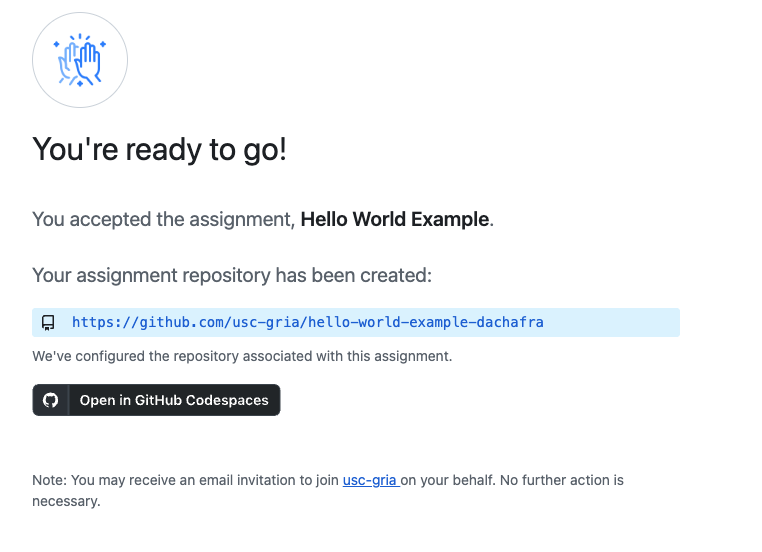 You're ready to go!
You accepted the assignment, Hello World Example.
Your assignment repository has been created:
https://github.com/usc-gria/hello-world-example-dachafra
We've configured the repository associated with this assignment.
Open in GitHub Codespaces
Note: You may receive an email invitation to join usc-gria on your behalf. No further action is
necessary.